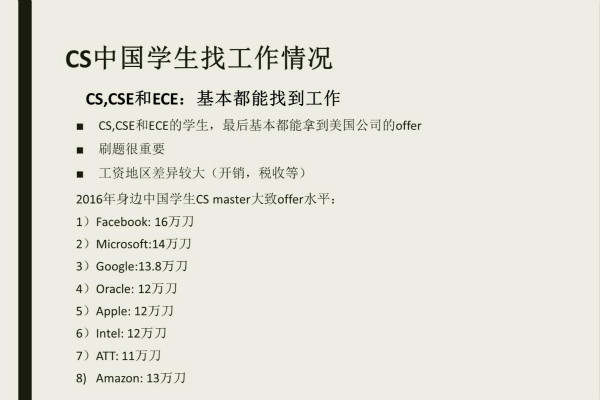 CS中国学生找工作情况
CS,CSE和ECE：基本都能找到工作
■ CS,CSE和ECE的学生，最后基本都能拿到美国公司的offer
■ 刷题很重要
■ 工资地区差异较大（开销，税收等）
2016年身边中国学生CS master大致offer水平：
1）Facebook: 16万刀
2）Microsoft:14万刀
3）Google:13.8万刀
4）Oracle: 12万刀
5）Apple: 12万刀
6）Intel: 12万刀
7）ATT: 11万刀
8) Amazon: 13万刀